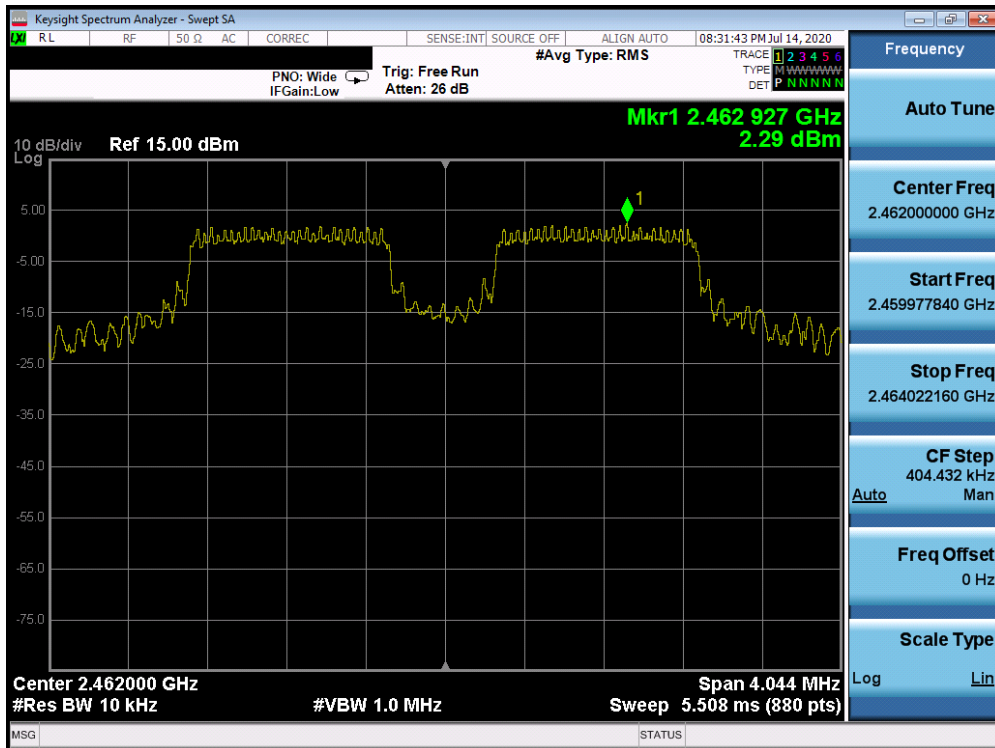 Keysight Spectrum Analyzer - Swept SA
LXI RL RF 50 Ω AC CORREC SENSE:INT SOURCE OFF ALIGN AUTO 08:31:43 PM Jul 14, 2020
#Avg Type: RMS
TRACE 1 2 3 4 5 6
TYPE M W W W W W
DET P N N N N N
PNO: Wide
IFGain:Low
Trig: Free Run
Atten: 26 dB
Mkr1 2.462 927 GHz
2.29 dBm
10 dB/div
Log
Ref 15.00 dBm
1
5.00
-5.00
-15.0
-25.0
-35.0
-45.0
-55.0
-65.0
-75.0
Center 2.462000 GHz
Span 4.044 MHz
#Res BW 10 kHz
#VBW 1.0 MHz
Sweep 5.508 ms (880 pts)
MSG
STATUS
Frequency
Auto Tune
Center Freq
2.462000000 GHz
Start Freq
2.459977840 GHz
Stop Freq
2.464022160 GHz
CF Step
404.432 kHz
Auto Man
Freq Offset
0 Hz
Scale Type
Log Lin